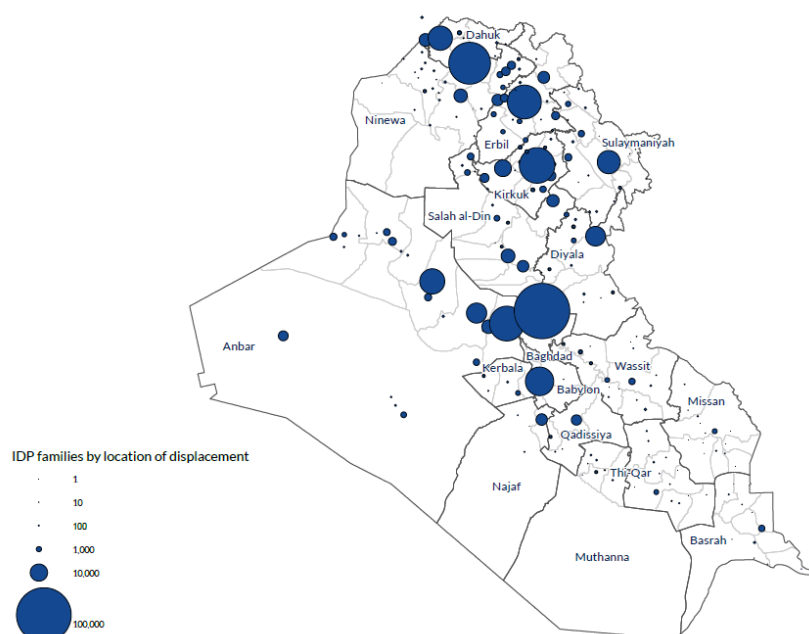 Dahuk
Ninewa
Erbil
Sulaymaniyah
Kirkuk
Salah al-Din
Diyala
Anbar
Baghdad
Kerbala
Wassit
Babylon
Missan
Qadissiya
Thi-Qar
Najaf
Basrah
Muthanna
IDP families by location of displacement
1
10
100
1,000
10,000
100,000